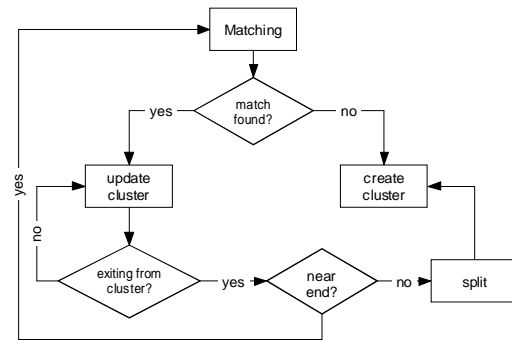 Matching
match
found?
yes
no
update
cluster
create
cluster
yes
no
exiting from
cluster?
yes
near
end?
no
split